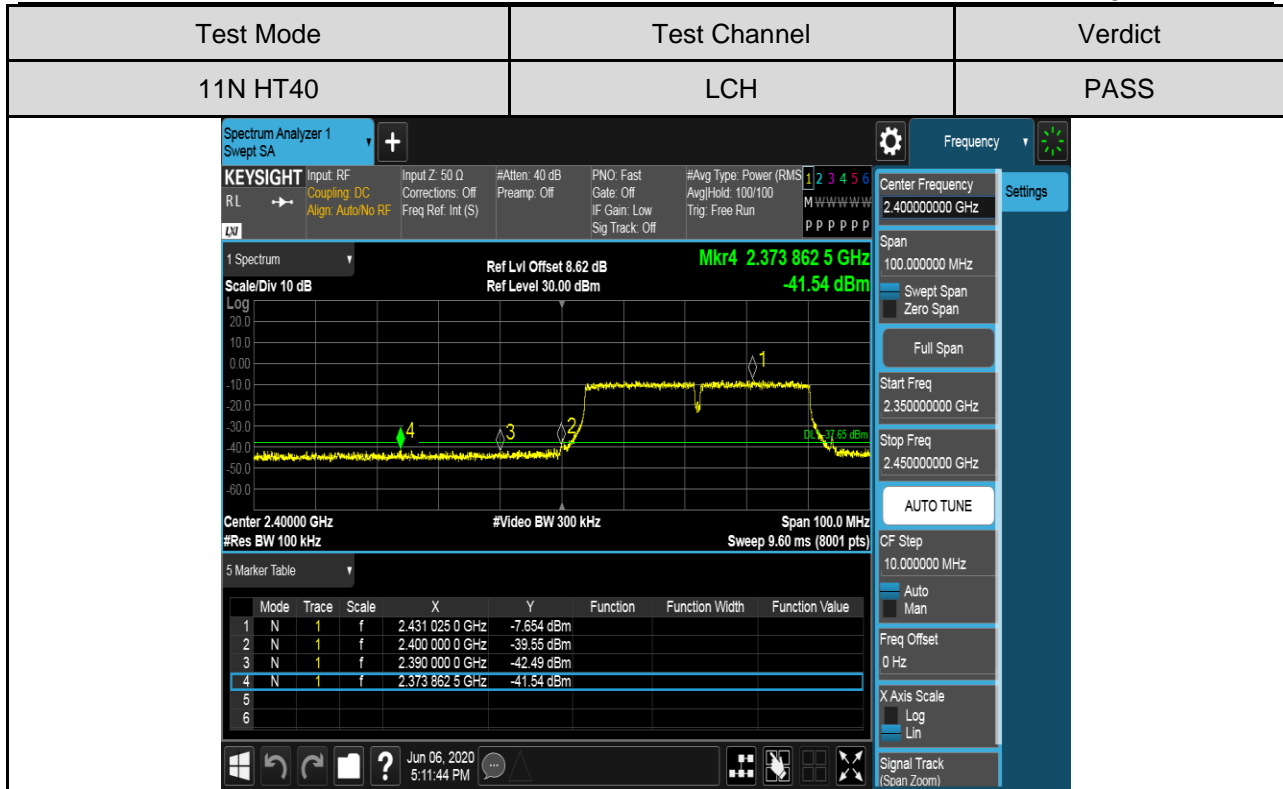 Test Mode Test Channel Verdict
11N HT40 LCH PASS
Spectrum Analyzer 1
Swept SA
Frequency
KEYSIGHT Input: RF Input Z: 50 Ω #Atten: 40 dB PNO: Fast #Avg Type: Power (RMS 1 2 3 4 5 6
RL Coupling: DC Corrections: Off Preamp: Off Gate: Off Avg|Hold: 100/100 M W W W W W
Align: Auto/No RF Freq Ref: Int (S) IF Gain: Low Trig: Free Run
LXI Sig Track: Off P P P P P P
1 Spectrum
Ref Lvl Offset 8.62 dB
Mkr4 2.373 862 5 GHz
Scale/Div 10 dB Ref Level 30.00 dBm -41.54 dBm
Log
20.0
10.0
0.00
-10.0
-20.0
-30.0
-40.0
-50.0
-60.0
1
2
3
4
Center 2.40000 GHz #Video BW 300 kHz Span 100.0 MHz
#Res BW 100 kHz Sweep 9.60 ms (8001 pts)
5 Marker Table
Mode Trace Scale X Y Function Function Width Function Value
1 N 1 f 2.431 025 0 GHz -7.654 dBm
2 N 1 f 2.400 000 0 GHz -39.55 dBm
3 N 1 f 2.390 000 0 GHz -42.49 dBm
4 N 1 f 2.373 862 5 GHz -41.54 dBm
5
6
?
Jun 06, 2020
5:11:44 PM
Center Frequency
2.400000000 GHz
Settings
Span
100.000000 MHz
Swept Span
Zero Span
Full Span
Start Freq
2.350000000 GHz
Stop Freq
2.450000000 GHz
AUTO TUNE
CF Step
10.000000 MHz
Auto
Man
Freq Offset
0 Hz
X Axis Scale
Log
Lin
Signal Track
(Span Zoom)